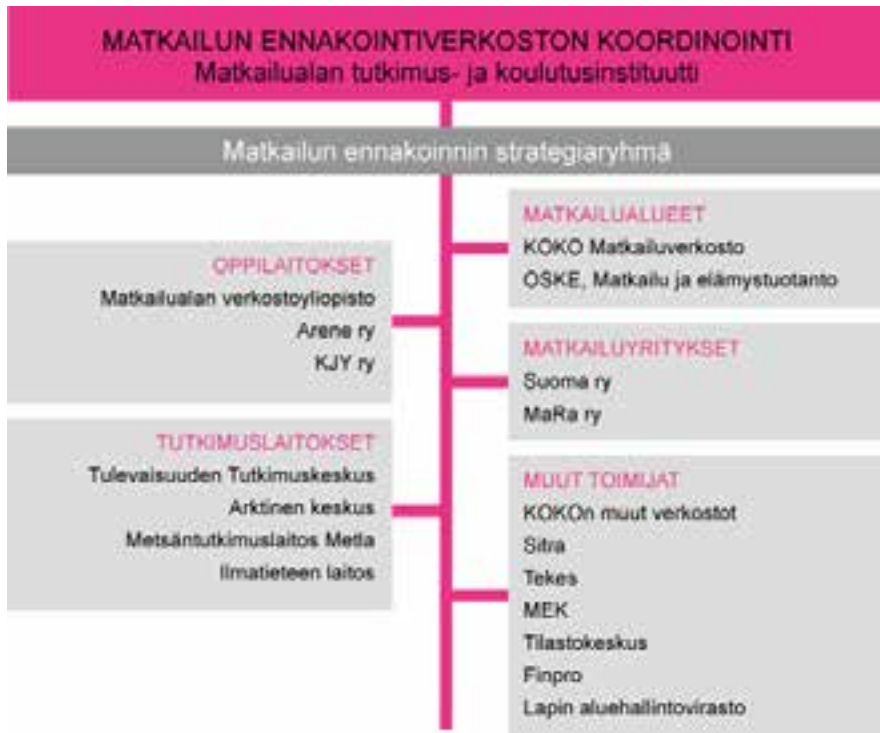 MATKAILUN ENNAKOINTIVERKOSTON KOORDINOINTI
Matkailualan tutkimus- ja koulutusinstituutti
Matkailun ennakoinnin strategiaryhmä
OPPILAITOKSET
Matkailualan verkostoyliopisto
Arene ry
KJY ry
TUTKIMUSLAITOKSET
Tulevaisuuden Tutkimuskeskus
Arktinen keskus
Metsäntutkimuslaitos Metla
Ilmatieteen laitos
MATKAILUALUEET
KOKO Matkailuverkosto
OSKE, Matkailu ja elämystuotanto
MATKAILUYRITYKSET
Suoma ry
MaRa ry
MUUT TOIMIJAT
KOKOn muut verkostot
Sitra
Tekes
MEK
Tilastokeskus
Finpro
Lapin aluehallintovirasto